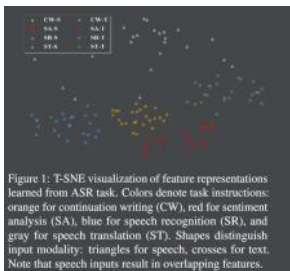 CW-S CW-T
SA-S SA-T
SR-S SR-T
ST-S ST-T
Figure 1: T-SNE visualization of feature representations
learned from ASR task. Colors denote task instructions:
orange for continuation writing (CW), red for sentiment
analysis (SA), blue for speech recognition (SR), and
gray for speech translation (ST). Shapes distinguish
input modality: triangles for speech, crosses for text.
Note that speech inputs result in overlapping features.